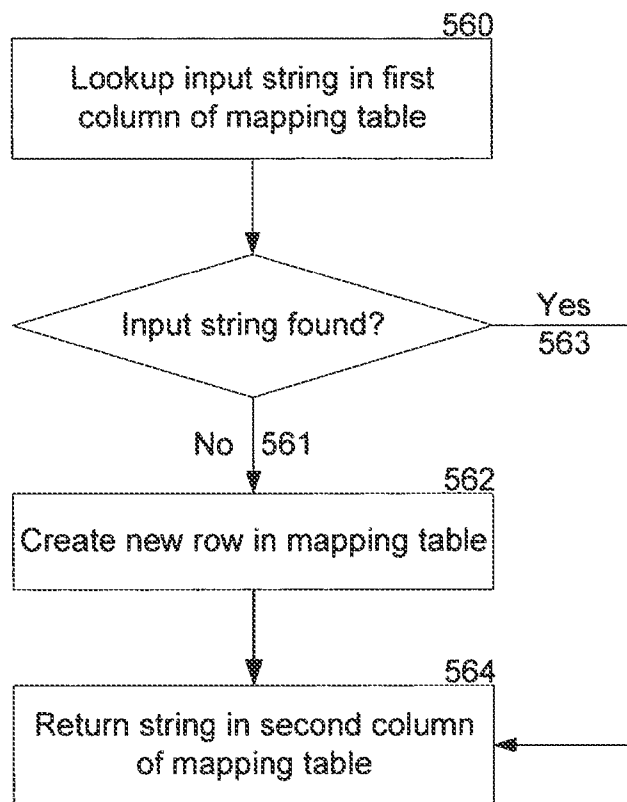 560
Lookup input string in first
column of mapping table
Input string found?
Yes
563
No 561
562
Create new row in mapping table
564
Return string in second column
of mapping table